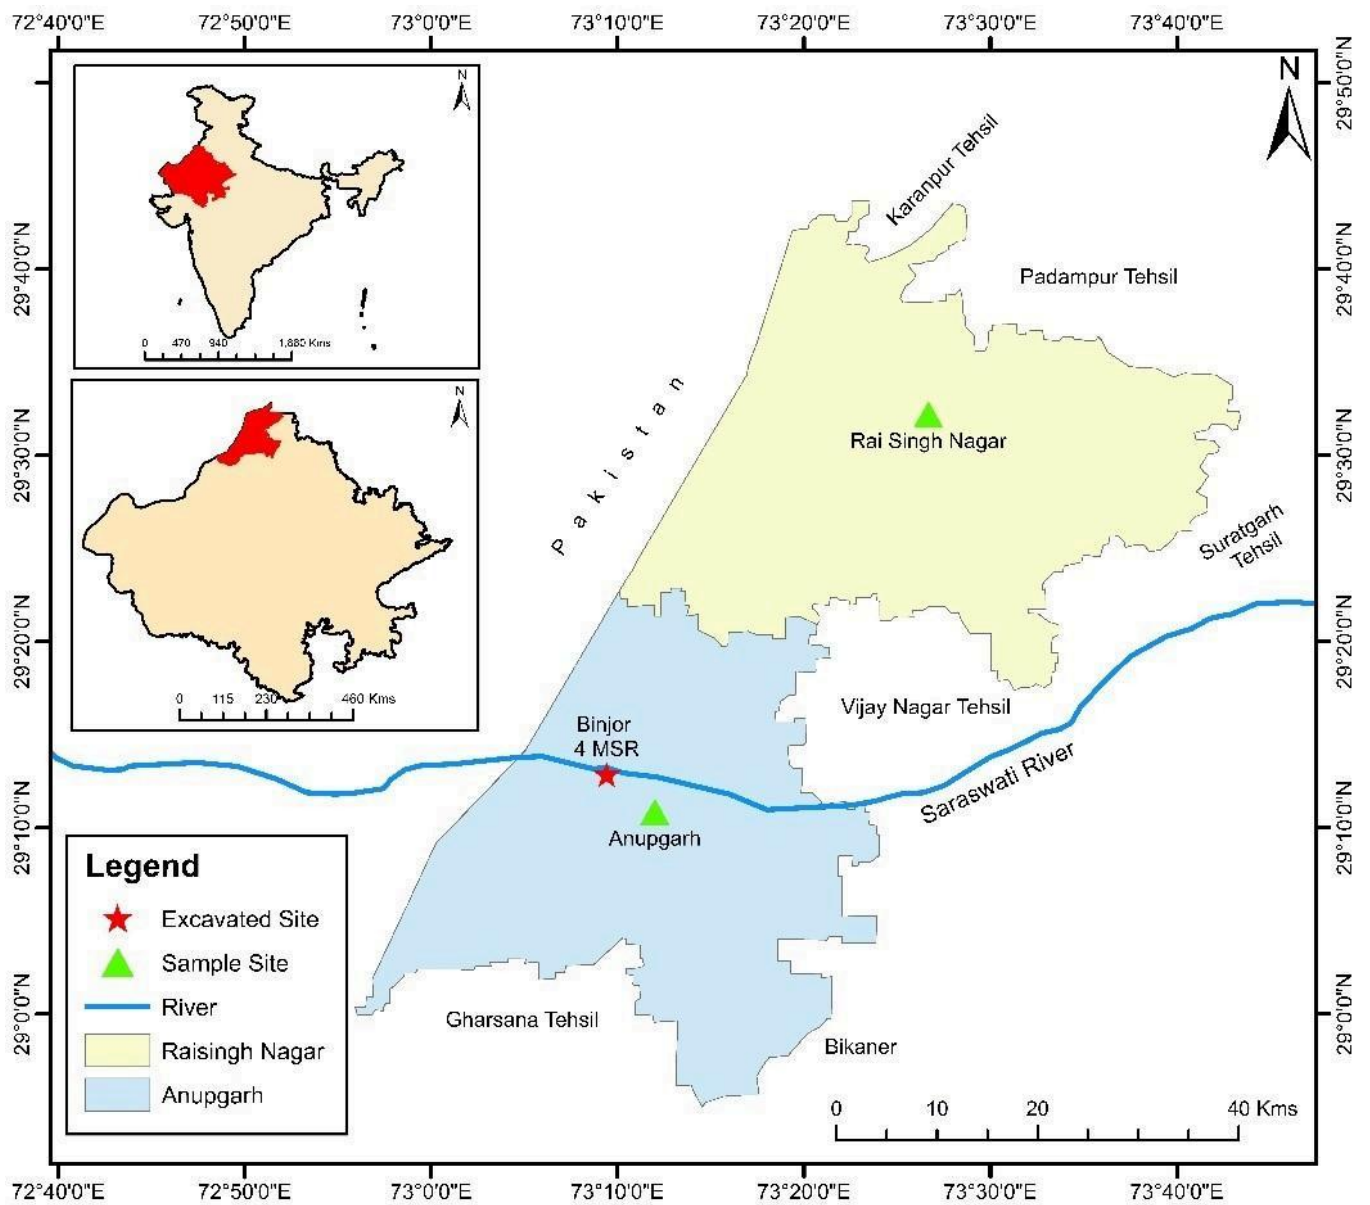 72°40'0"E 72°50'0"E 73°0'0"E 73°10'0"E 73°20'0"E 73°30'0"E 73°40'0"E
N
0 470 940 1,880 Kms
N
0 115 230 460 Kms
N
Karanpur Tehsil
Padampur Tehsil
Pakistan
Rai Singh Nagar
Suratgarh
Tehsil
Vijay Nagar Tehsil
Binjor
4 MSR
Saraswati River
Anupgarh
Gharsana Tehsil
Bikaner
Legend
Excavated Site
Sample Site
River
Raisingh Nagar
Anupgarh
0 10 20 40 Kms
29°40'0"N
29°30'0"N
29°20'0"N
29°10'0"N
29°0'0"N
29°50'0"N
29°40'0"N
29°30'0"N
29°20'0"N
29°10'0"N
29°0'0"N
72°40'0"E 72°50'0"E 73°0'0"E 73°10'0"E 73°20'0"E 73°30'0"E 73°40'0"E